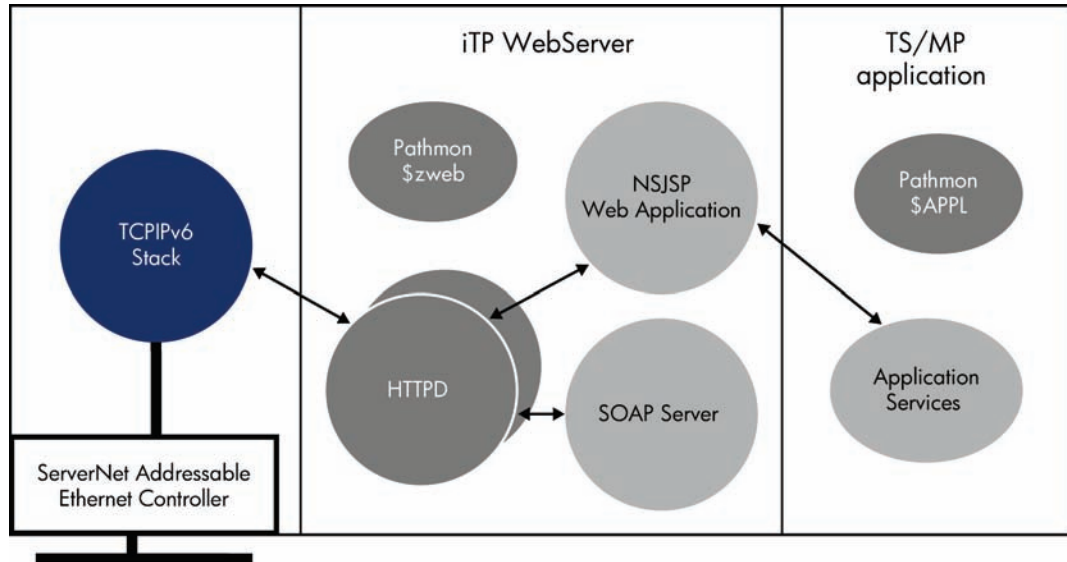 iTP WebServer
TS/MP
application
Pathmon
$zweb
NSJSP
Web Application
Pathmon
$APPL
TCPIPv6
Stack
HTTPD
SOAP Server
Application
Services
ServerNet Addressable
Ethernet Controller